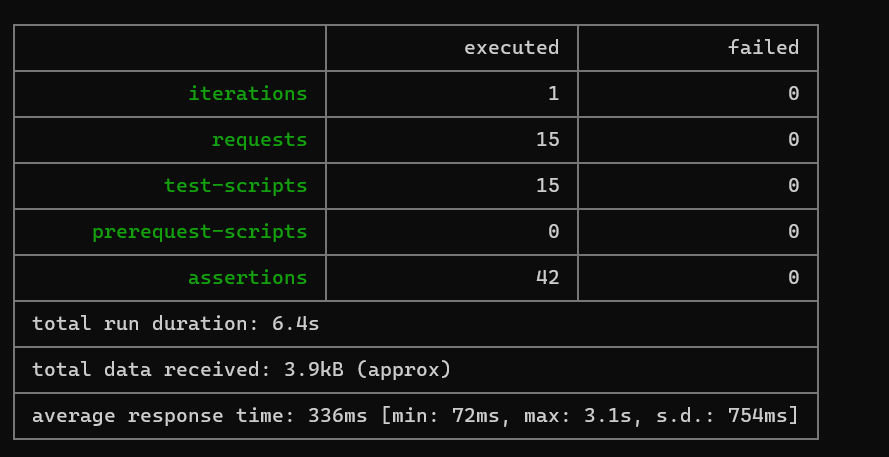 executed failed
iterations 1 0
requests 15 0
test-scripts 15 0
prerequest-scripts 0 0
assertions 42 0
total run duration: 6.4s
total data received: 3.9kB (approx)
average response time: 336ms [min: 72ms, max: 3.1s, s.d.: 754ms]